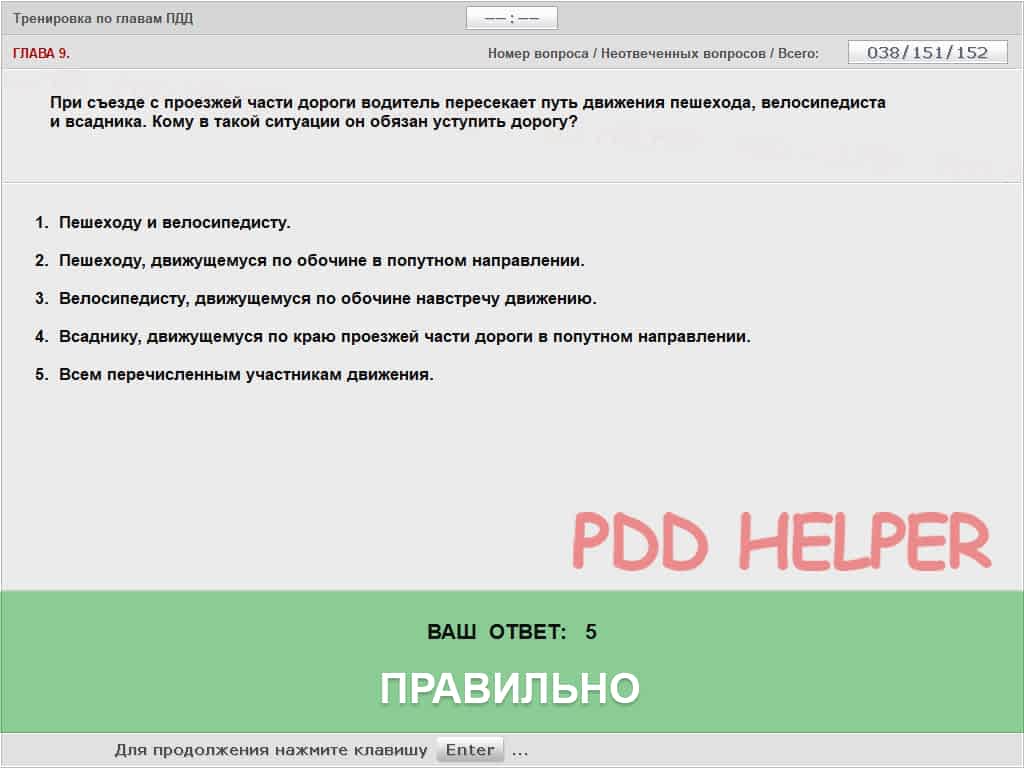 Тренировка по главам ПДД
––:––
ГЛАВА 9.
Номер вопроса / Неотвеченных вопросов / Всего:
038/151/152
При съезде с проезжей части дороги водитель пересекает путь движения пешехода, велосипедиста
и всадника. Кому в такой ситуации он обязан уступить дорогу?
1. Пешеходу и велосипедисту.
2. Пешеходу, движущемуся по обочине в попутном направлении.
3. Велосипедисту, движущемуся по обочине навстречу движению.
4. Всаднику, движущемуся по краю проезжей части дороги в попутном направлении.
5. Всем перечисленным участникам движения.
PDD HELPER
ВАШ ОТВЕТ: 5
ПРАВИЛЬНО
Для продолжения нажмите клавишу Enter ...